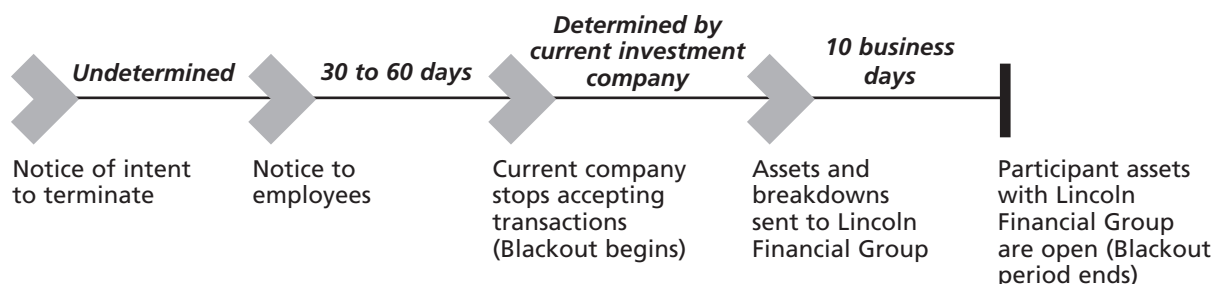 Undetermined
30 to 60 days
Determined by
current investment
company
10 business
days
Notice of intent
to terminate
Notice to
employees
Current company
stops accepting
transactions
(Blackout begins)
Assets and
breakdowns
sent to Lincoln
Financial Group
Participant assets
with Lincoln
Financial Group
are open (Blackout
period ends)